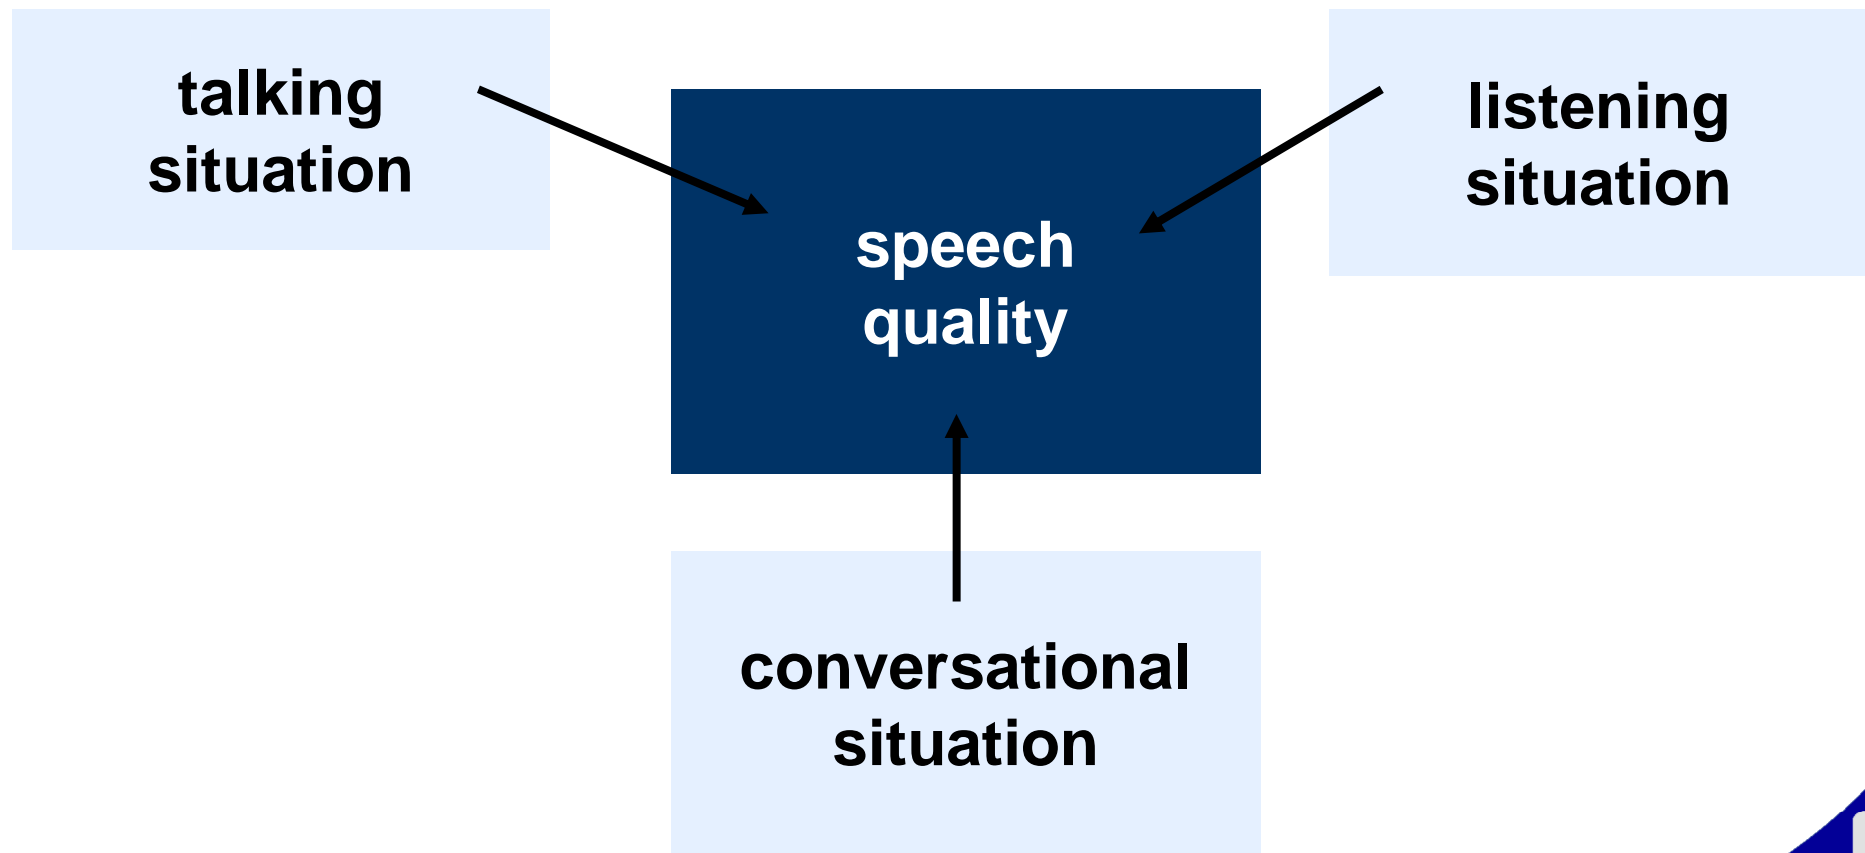 talking
situation
speech
quality
listening
situation
conversational
situation